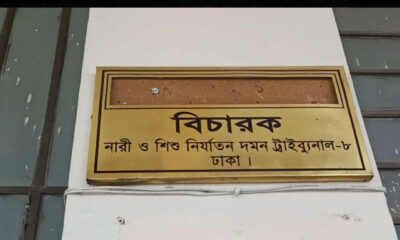 বিচারক
নারী ও শিশু নির্যাতন দমন ট্রাইব্যুনাল-৮
ঢাকা ।